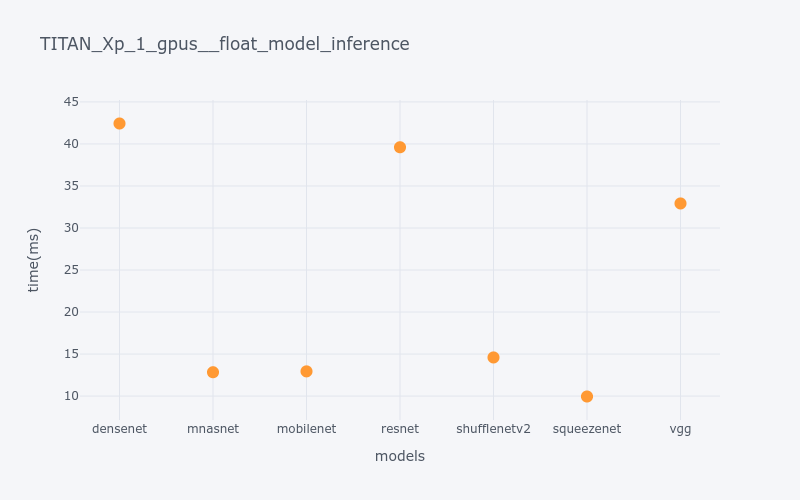 TITAN_Xp_1_gpus__float_model_inference
45
40
35
30
25
20
15
10
time(ms)
densenet mnasnet mobilenet resnet shufflenetv2 squeezenet vgg
models